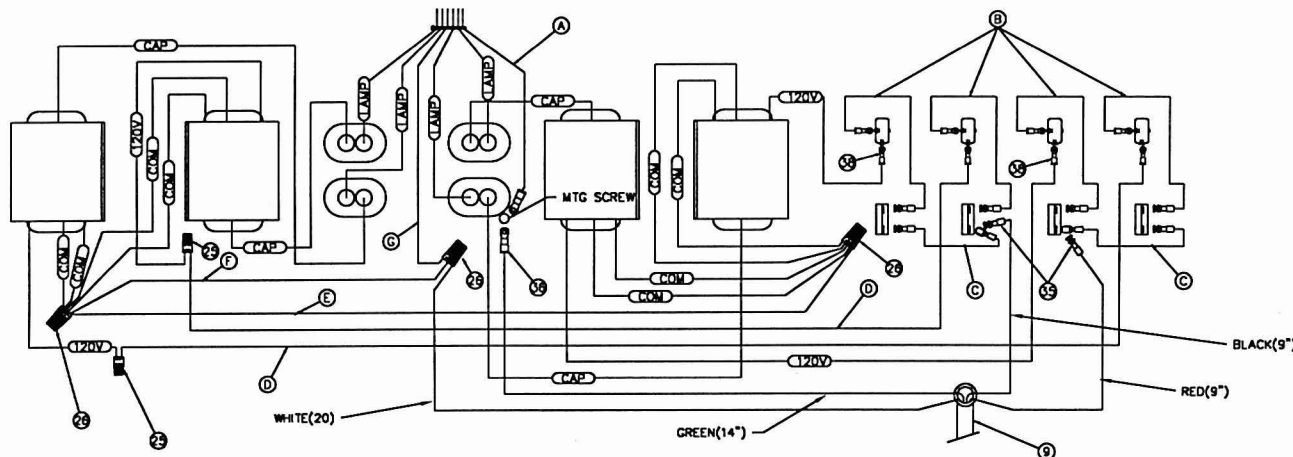 A
B
CAP
LAMP
LAMP
LAMP
LAMP
CAP
120V
120V
COM
COM
COM
COM
MTG SCREW
38
38
G
25
CAP
F
26
36
26
C
35
C
COM
COM
COM
COM
E
D
D
120V
120V
BLACK(9")
26
25
CAP
WHITE(20)
GREEN(14")
RED(9")
9